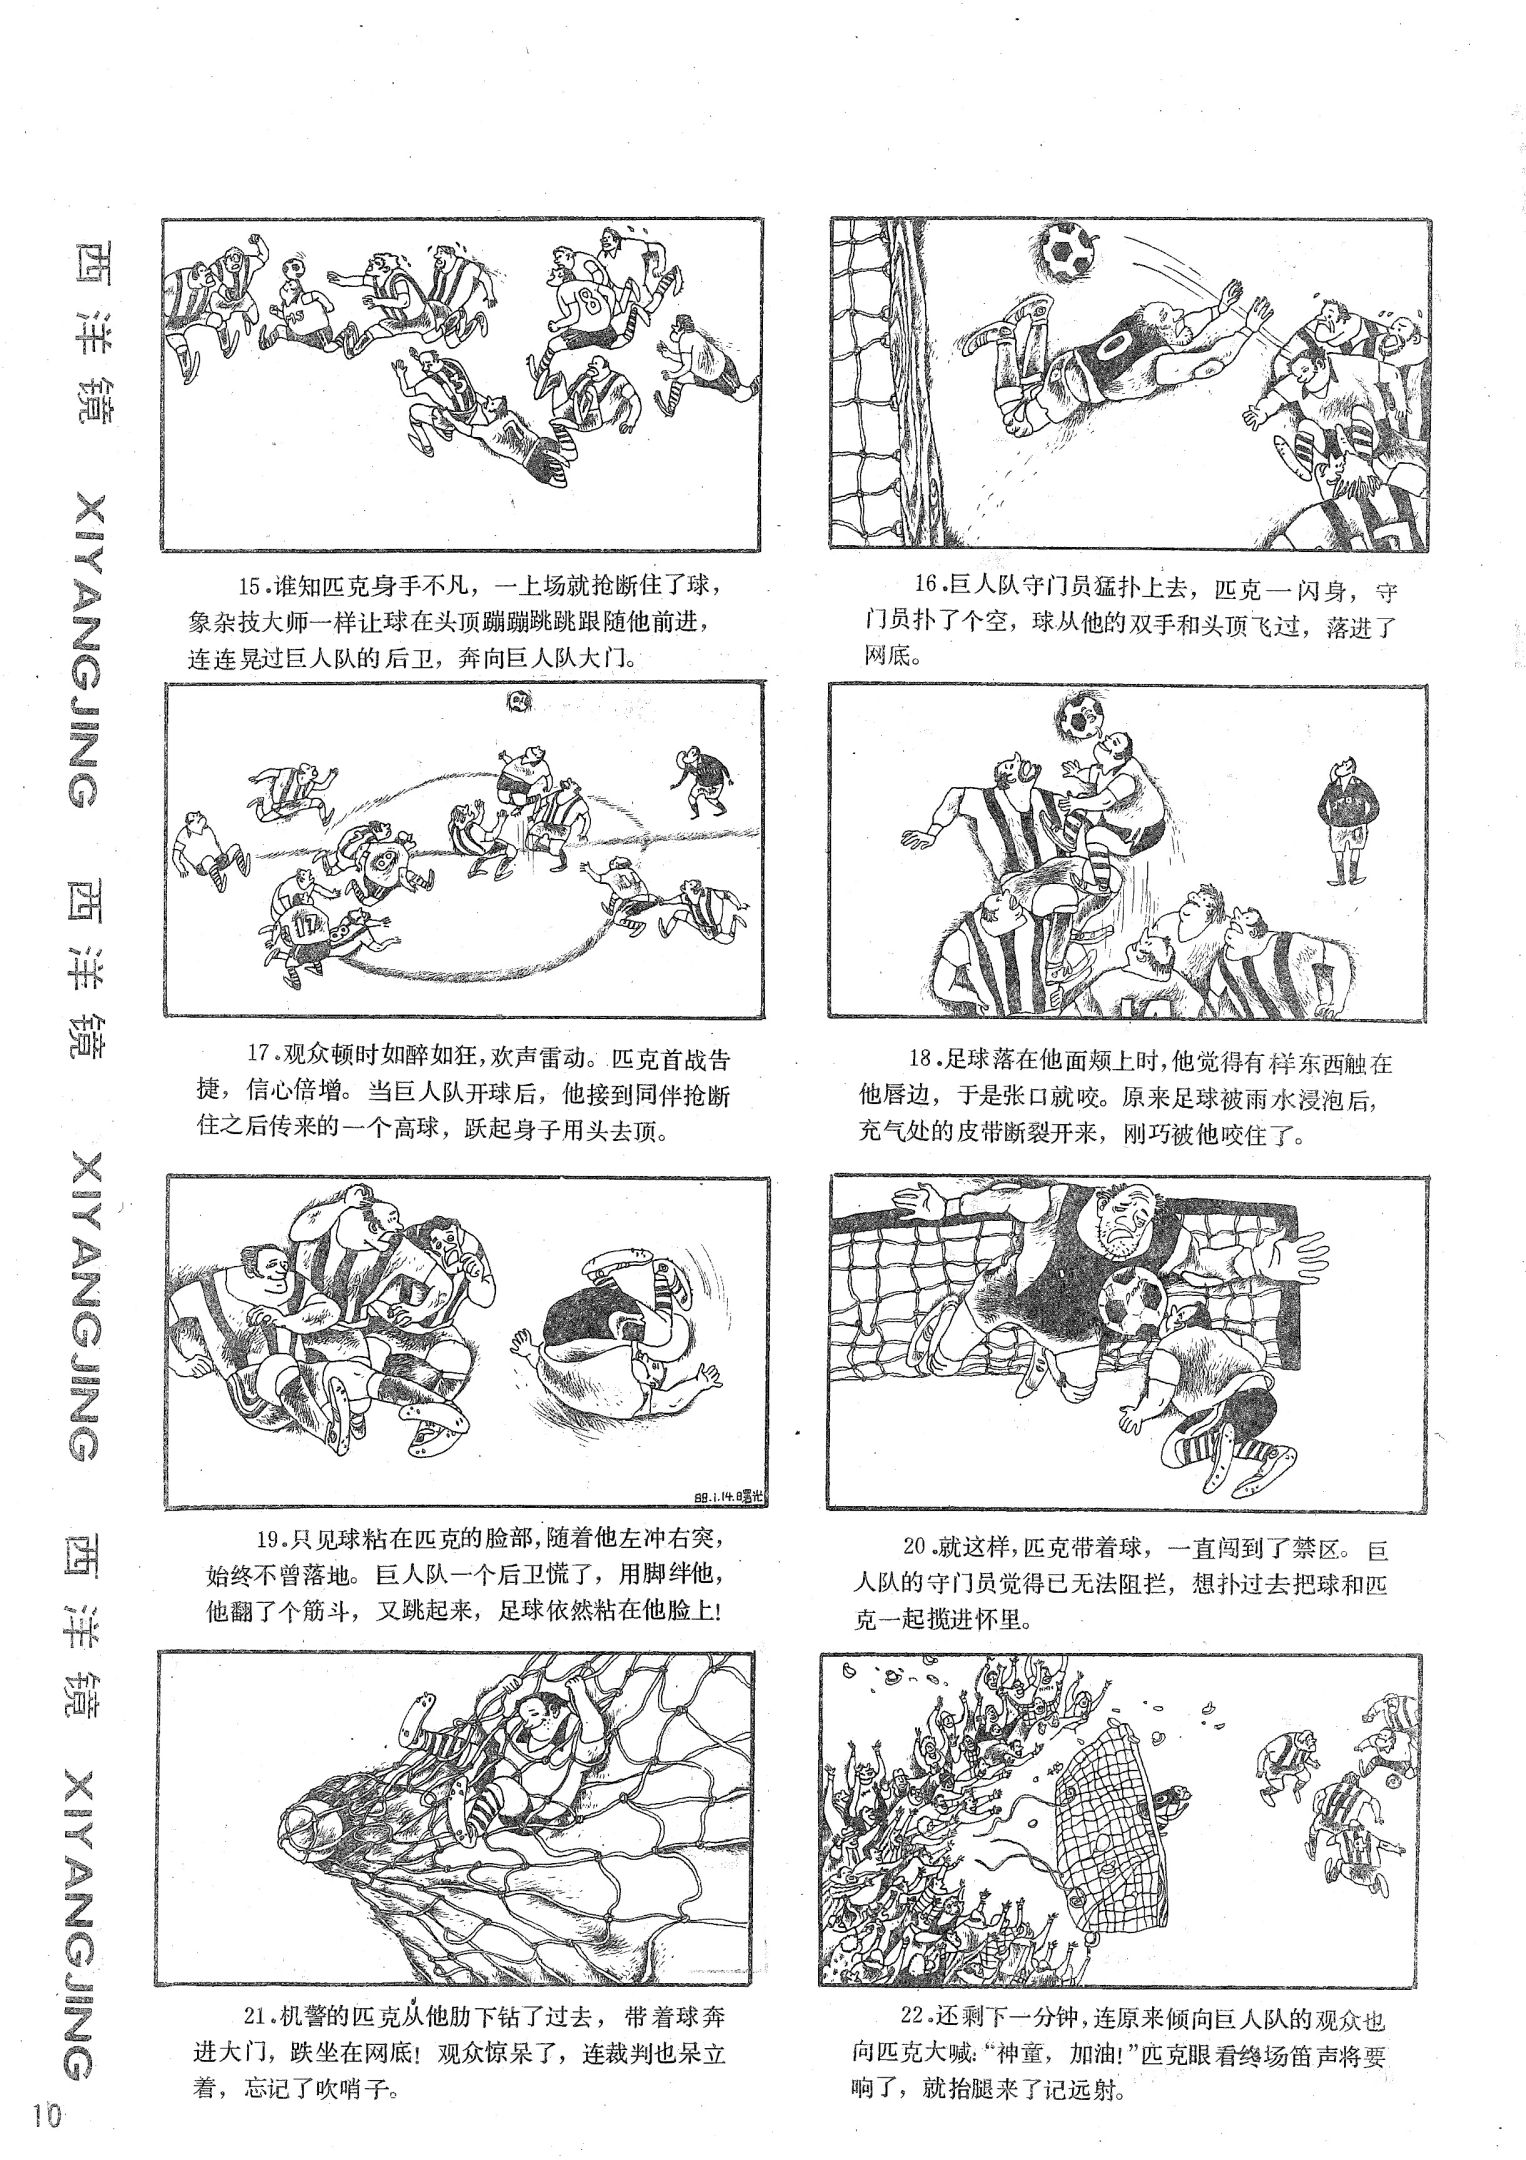 西洋镜 XIYANGJING 西洋镜 XIYANGJING 西洋镜 XIYANGJING
15.谁知匹克身手不凡，一上场就抢断住了球，
象杂技大师一样让球在头顶蹦蹦跳跳跟随他前进，
连连晃过巨人队的后卫，奔向巨人队大门。
16.巨人队守门员猛扑上去，匹克一闪身，守
门员扑了个空，球从他的双手和头顶飞过，落进了
网底。
17.观众顿时如醉如狂，欢声雷动。匹克首战告
捷，信心倍增。当巨人队开球后，他接到同伴抢断
住之后传来的一个高球，跃起身子用头去顶。
18.足球落在他面颊上时，他觉得有样东西触在
他唇边，于是张口就咬。原来足球被雨水浸泡后，
充气处的皮带断裂开来，刚巧被他咬住了。
88.1.14.曙光
19.只见球粘在匹克的脸部，随着他左冲右突，
始终不曾落地。巨人队一个后卫慌了，用脚绊他，
他翻了个筋斗，又跳起来，足球依然粘在他脸上！
20.就这样，匹克带着球，一直闯到了禁区。巨
人队的守门员觉得已无法阻拦，想扑过去把球和匹
克一起揽进怀里。
21.机警的匹克从他肋下钻了过去，带着球奔
进大门，跌坐在网底！观众惊呆了，连裁判也呆立
着，忘记了吹哨子。
22.还剩下一分钟，连原来倾向巨人队的观众也
向匹克大喊：“神童，加油！”匹克眼看终场笛声将要
响了，就抬腿来了记远射。
10